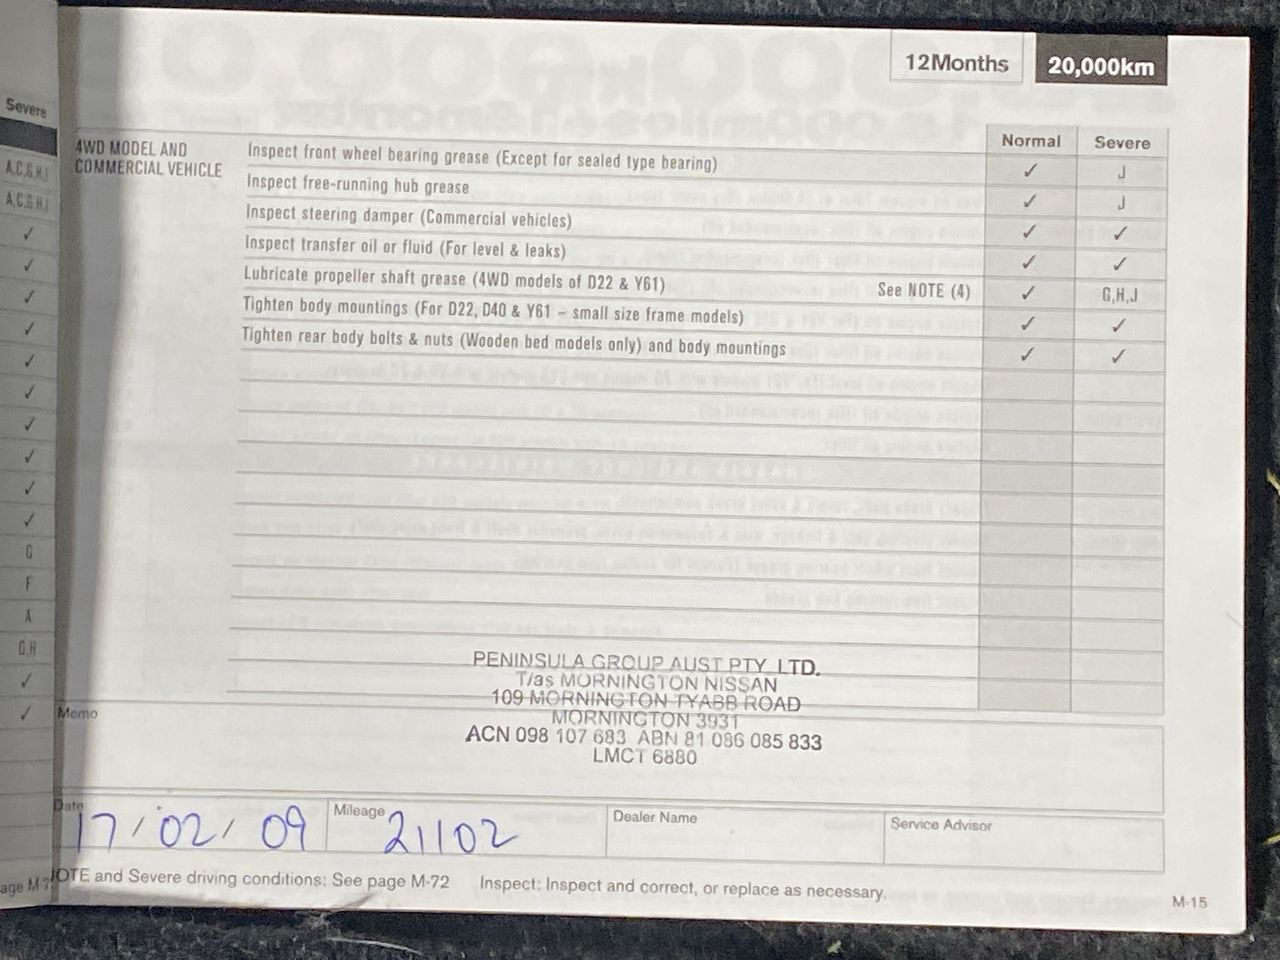 12Months 20,000km
Normal Severe
4WD MODEL AND
COMMERCIAL VEHICLE
Inspect front wheel bearing grease (Except for sealed type bearing) ✓ J
Inspect free-running hub grease ✓ J
Inspect steering damper (Commercial vehicles) ✓ ✓
Inspect transfer oil or fluid (For level & leaks) ✓ ✓
Lubricate propeller shaft grease (4WD models of D22 & Y61) See NOTE (4) ✓ G,H,J
Tighten body mountings (For D22, D40 & Y61 – small size frame models) ✓ ✓
Tighten rear body bolts & nuts (Wooden bed models only) and body mountings ✓ ✓
PENINSULA GROUP AUST PTY. LTD.
T/as MORNINGTON NISSAN
109 MORNINGTON TYABB ROAD
MORNINGTON 3931
ACN 098 107 683 ABN 81 086 085 833
LMCT 6880
Memo
Date 17/02/09 Mileage 21102 Dealer Name Service Advisor
NOTE and Severe driving conditions: See page M-72 Inspect: Inspect and correct, or replace as necessary.
M-15
Severe
A,C,G,H,I
A,C,G,H,I
✓
✓
✓
✓
✓
✓
✓
✓
✓
✓
G
F
A
G,H
✓
✓